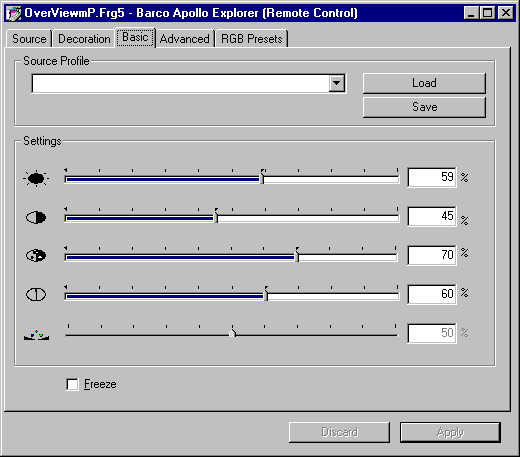 OverViewmP.Frg5 - Barco Apollo Explorer (Remote Control)
Source Decoration Basic Advanced RGB Presets
Source Profile
Load
Save
Settings
59 %
45 %
70 %
60 %
50 %
Freeze
Discard Apply